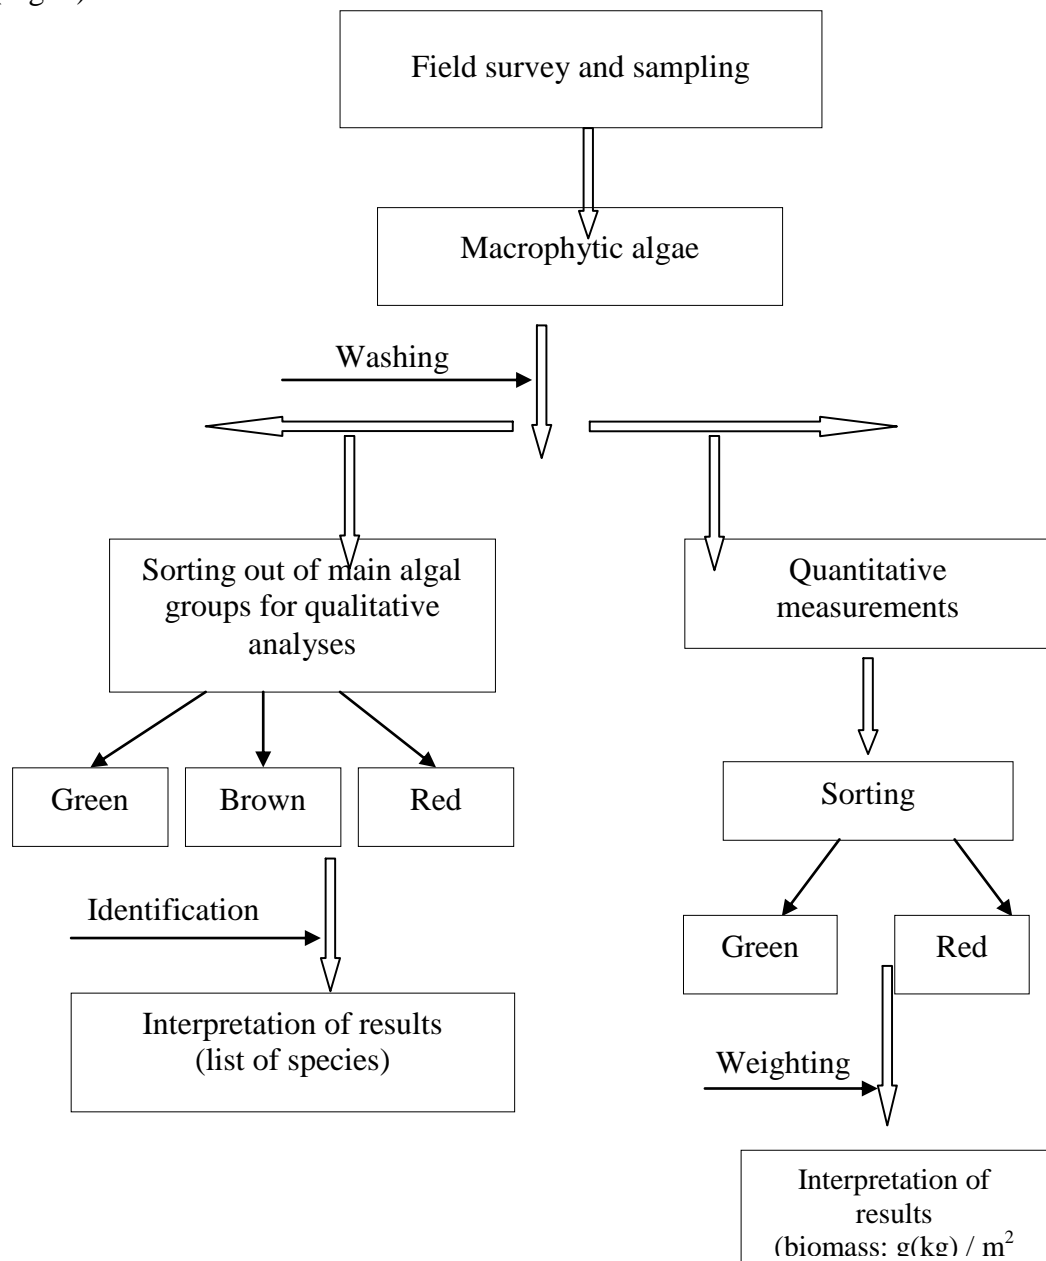 Field survey and sampling
Macrophytic algae
Washing
Sorting out of main algal
groups for qualitative
analyses
Quantitative
measurements
Green
Brown
Red
Sorting
Identification
Green
Red
Interpretation of results
(list of species)
Weighting
Interpretation of
results
(biomass: g(kg) / m²